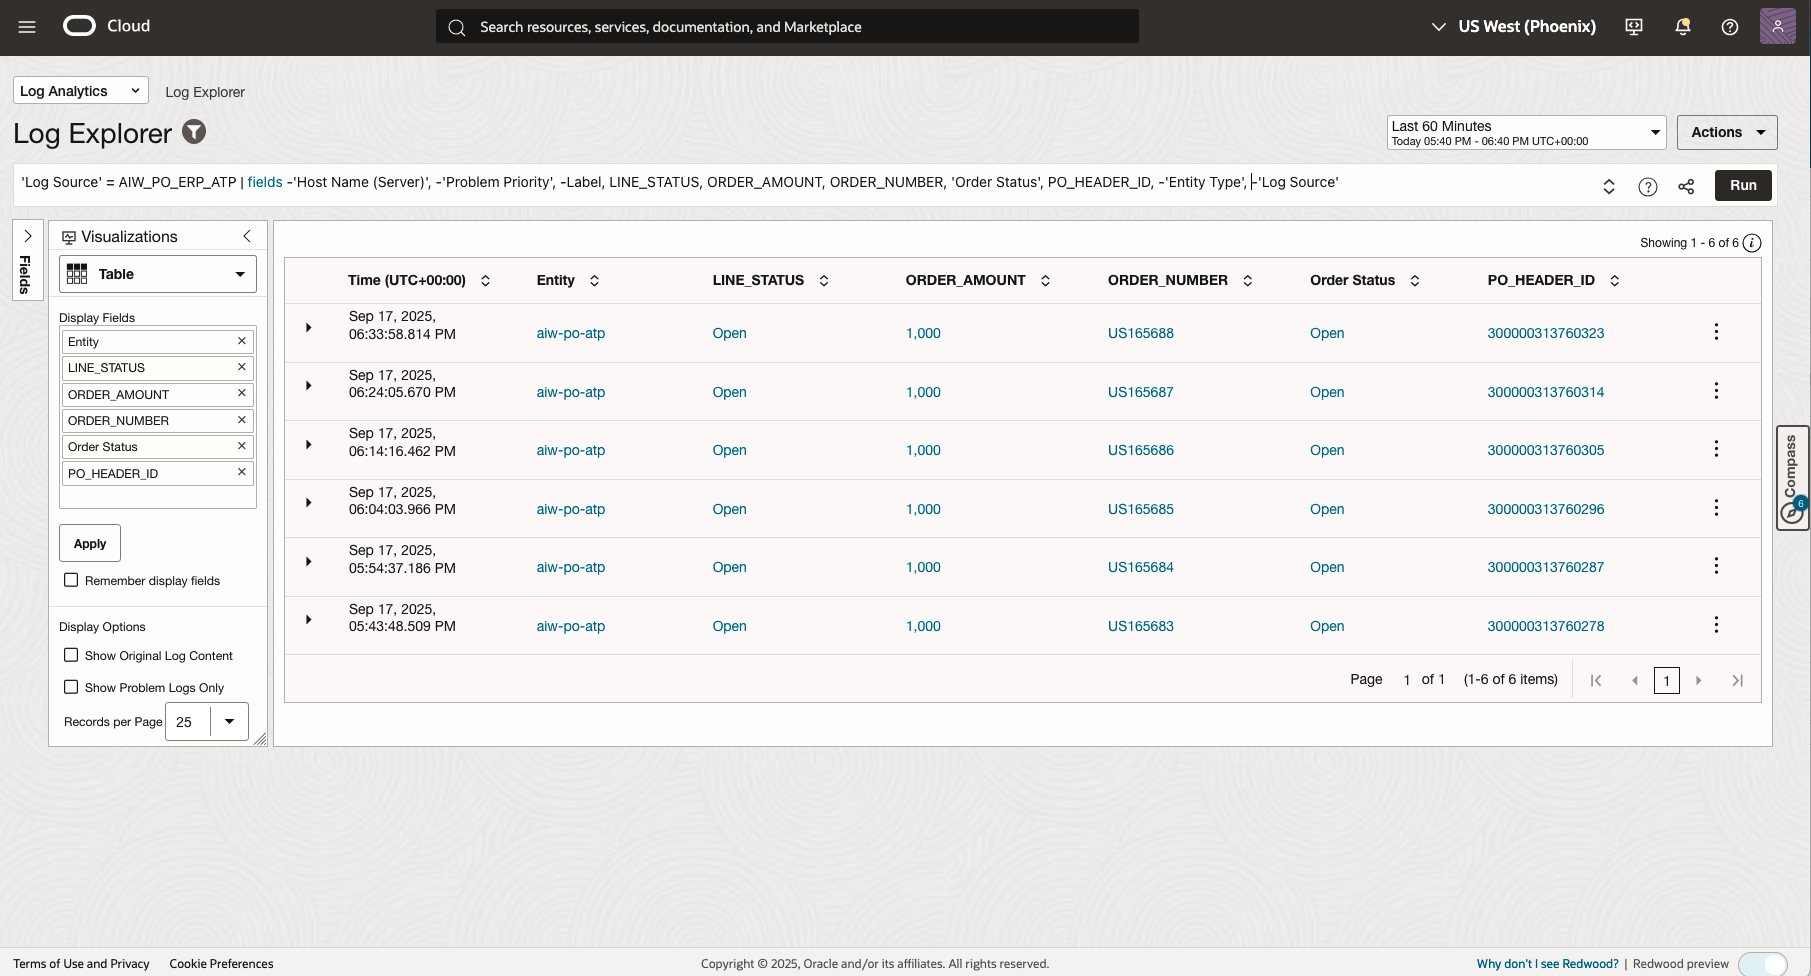 Cloud
Search resources, services, documentation, and Marketplace
US West (Phoenix)
Log Analytics
Log Explorer
Log Explorer
Last 60 Minutes
Today 05:40 PM - 06:40 PM UTC+00:00
Actions
'Log Source' = AIW_PO_ERP_ATP | fields -'Host Name (Server)', -'Problem Priority', -Label, LINE_STATUS, ORDER_AMOUNT, ORDER_NUMBER, 'Order Status', PO_HEADER_ID, -'Entity Type', -'Log Source'
Run
Fields
Visualizations
Table
Display Fields
Entity
LINE_STATUS
ORDER_AMOUNT
ORDER_NUMBER
Order Status
PO_HEADER_ID
Apply
Remember display fields
Display Options
Show Original Log Content
Show Problem Logs Only
Records per Page 25
Showing 1 - 6 of 6
Time (UTC+00:00) Entity LINE_STATUS ORDER_AMOUNT ORDER_NUMBER Order Status PO_HEADER_ID
Sep 17, 2025,
06:33:58.814 PM aiw-po-atp Open 1,000 US165688 Open 300000313760323
Sep 17, 2025,
06:24:05.670 PM aiw-po-atp Open 1,000 US165687 Open 300000313760314
Sep 17, 2025,
06:14:16.462 PM aiw-po-atp Open 1,000 US165686 Open 300000313760305
Sep 17, 2025,
06:04:03.966 PM aiw-po-atp Open 1,000 US165685 Open 300000313760296
Sep 17, 2025,
05:54:37.186 PM aiw-po-atp Open 1,000 US165684 Open 300000313760287
Sep 17, 2025,
05:43:48.509 PM aiw-po-atp Open 1,000 US165683 Open 300000313760278
Page 1 of 1 (1-6 of 6 items) 1
Compass
6
Terms of Use and Privacy
Cookie Preferences
Copyright © 2025, Oracle and/or its affiliates. All rights reserved.
Why don't I see Redwood? | Redwood preview